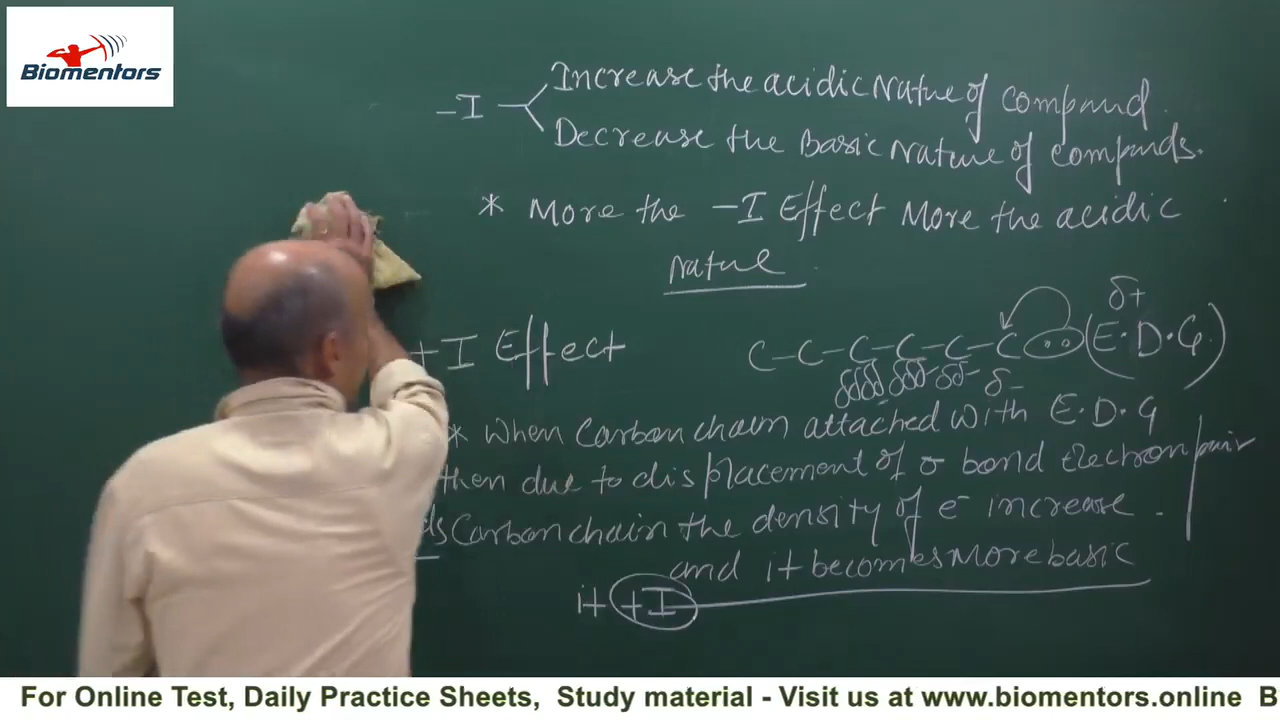 Biomentors
-I Increase the acidic Nature of compound.
Decrease the Basic Nature of compunds.
* More the -I Effect More the acidic
Nature
+I Effect
C-C-C-C-C-C (E.D.G)
δ+
δδδδ δδδ- δδ- δ-
* When Carbon chain attached with E.D.G
then due to displacement of σ bond electron pair
ds Carbon chain the density of e- increase.
and it becomes More basic
it +I
For Online Test, Daily Practice Sheets, Study material - Visit us at www.biomentors.online B